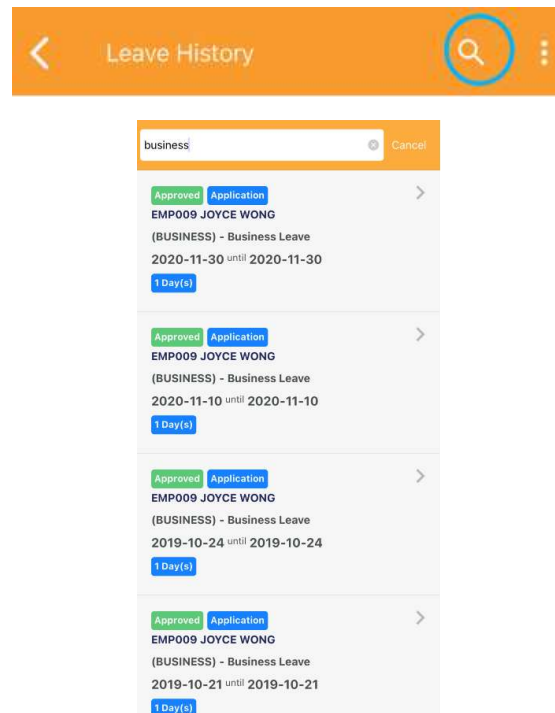 Leave History
business Cancel
Approved Application
EMP009 JOYCE WONG
(BUSINESS) - Business Leave
2020-11-30 until 2020-11-30
1 Day(s)
Approved Application
EMP009 JOYCE WONG
(BUSINESS) - Business Leave
2020-11-10 until 2020-11-10
1 Day(s)
Approved Application
EMP009 JOYCE WONG
(BUSINESS) - Business Leave
2019-10-24 until 2019-10-24
1 Day(s)
Approved Application
EMP009 JOYCE WONG
(BUSINESS) - Business Leave
2019-10-21 until 2019-10-21
1 Day(s)